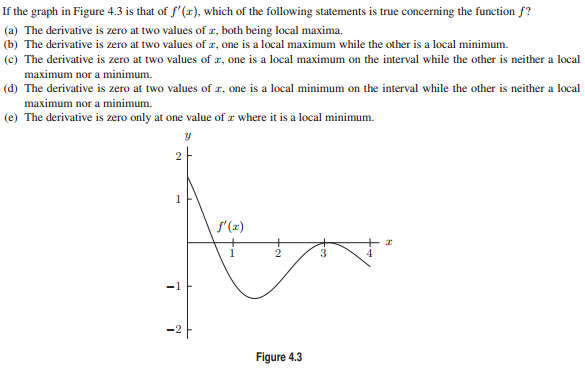 If the graph in Figure 4.3 is that of f′(x), which of the following statements is true concerning the function f?
(a) The derivative is zero at two values of x, both being local maxima.
(b) The derivative is zero at two values of x, one is a local maximum while the other is a local minimum.
(c) The derivative is zero at two values of x, one is a local maximum on the interval while the other is neither a local
maximum nor a minimum.
(d) The derivative is zero at two values of x, one is a local minimum on the interval while the other is neither a local
maximum nor a minimum.
(e) The derivative is zero only at one value of x where it is a local minimum.
y
2
1
f′(x)
x
1 2 3 4
−1
−2
Figure 4.3